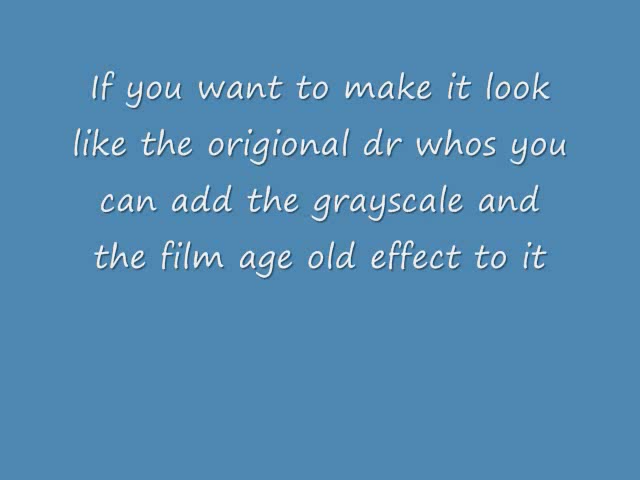 If you want to make it look
like the origional dr whos you
can add the grayscale and
the film age old effect to it